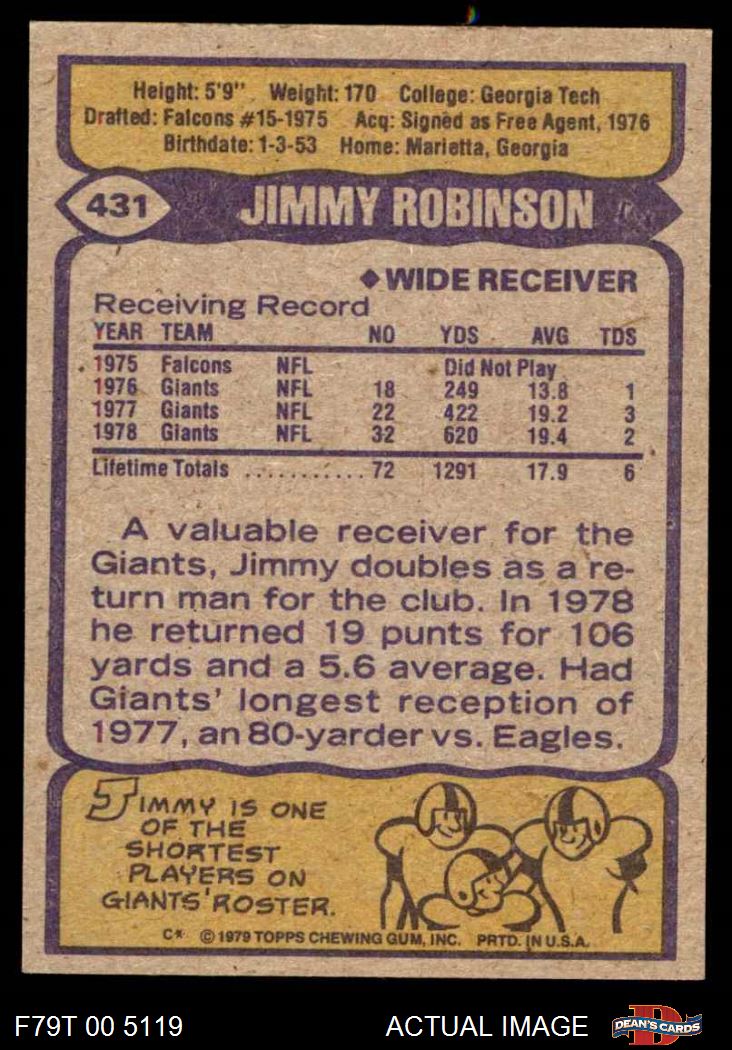 Height: 5'9" Weight: 170 College: Georgia Tech
Drafted: Falcons #15-1975 Acq: Signed as Free Agent, 1976
Birthdate: 1-3-53 Home: Marietta, Georgia
431 JIMMY ROBINSON
◆WIDE RECEIVER
Receiving Record
YEAR TEAM NO YDS AVG TDS
1975 Falcons NFL Did Not Play
1976 Giants NFL 18 249 13.8 1
1977 Giants NFL 22 422 19.2 3
1978 Giants NFL 32 620 19.4 2
Lifetime Totals ............ 72 1291 17.9 6
A valuable receiver for the
Giants, Jimmy doubles as a re-
turn man for the club. In 1978
he returned 19 punts for 106
yards and a 5.6 average. Had
Giants' longest reception of
1977, an 80-yarder vs. Eagles.
JIMMY IS ONE
OF THE
SHORTEST
PLAYERS ON
GIANTS' ROSTER.
C* © 1979 TOPPS CHEWING GUM, INC. PRTD. IN U.S.A.
F79T 00 5119 ACTUAL IMAGE D DEAN'S CARDS